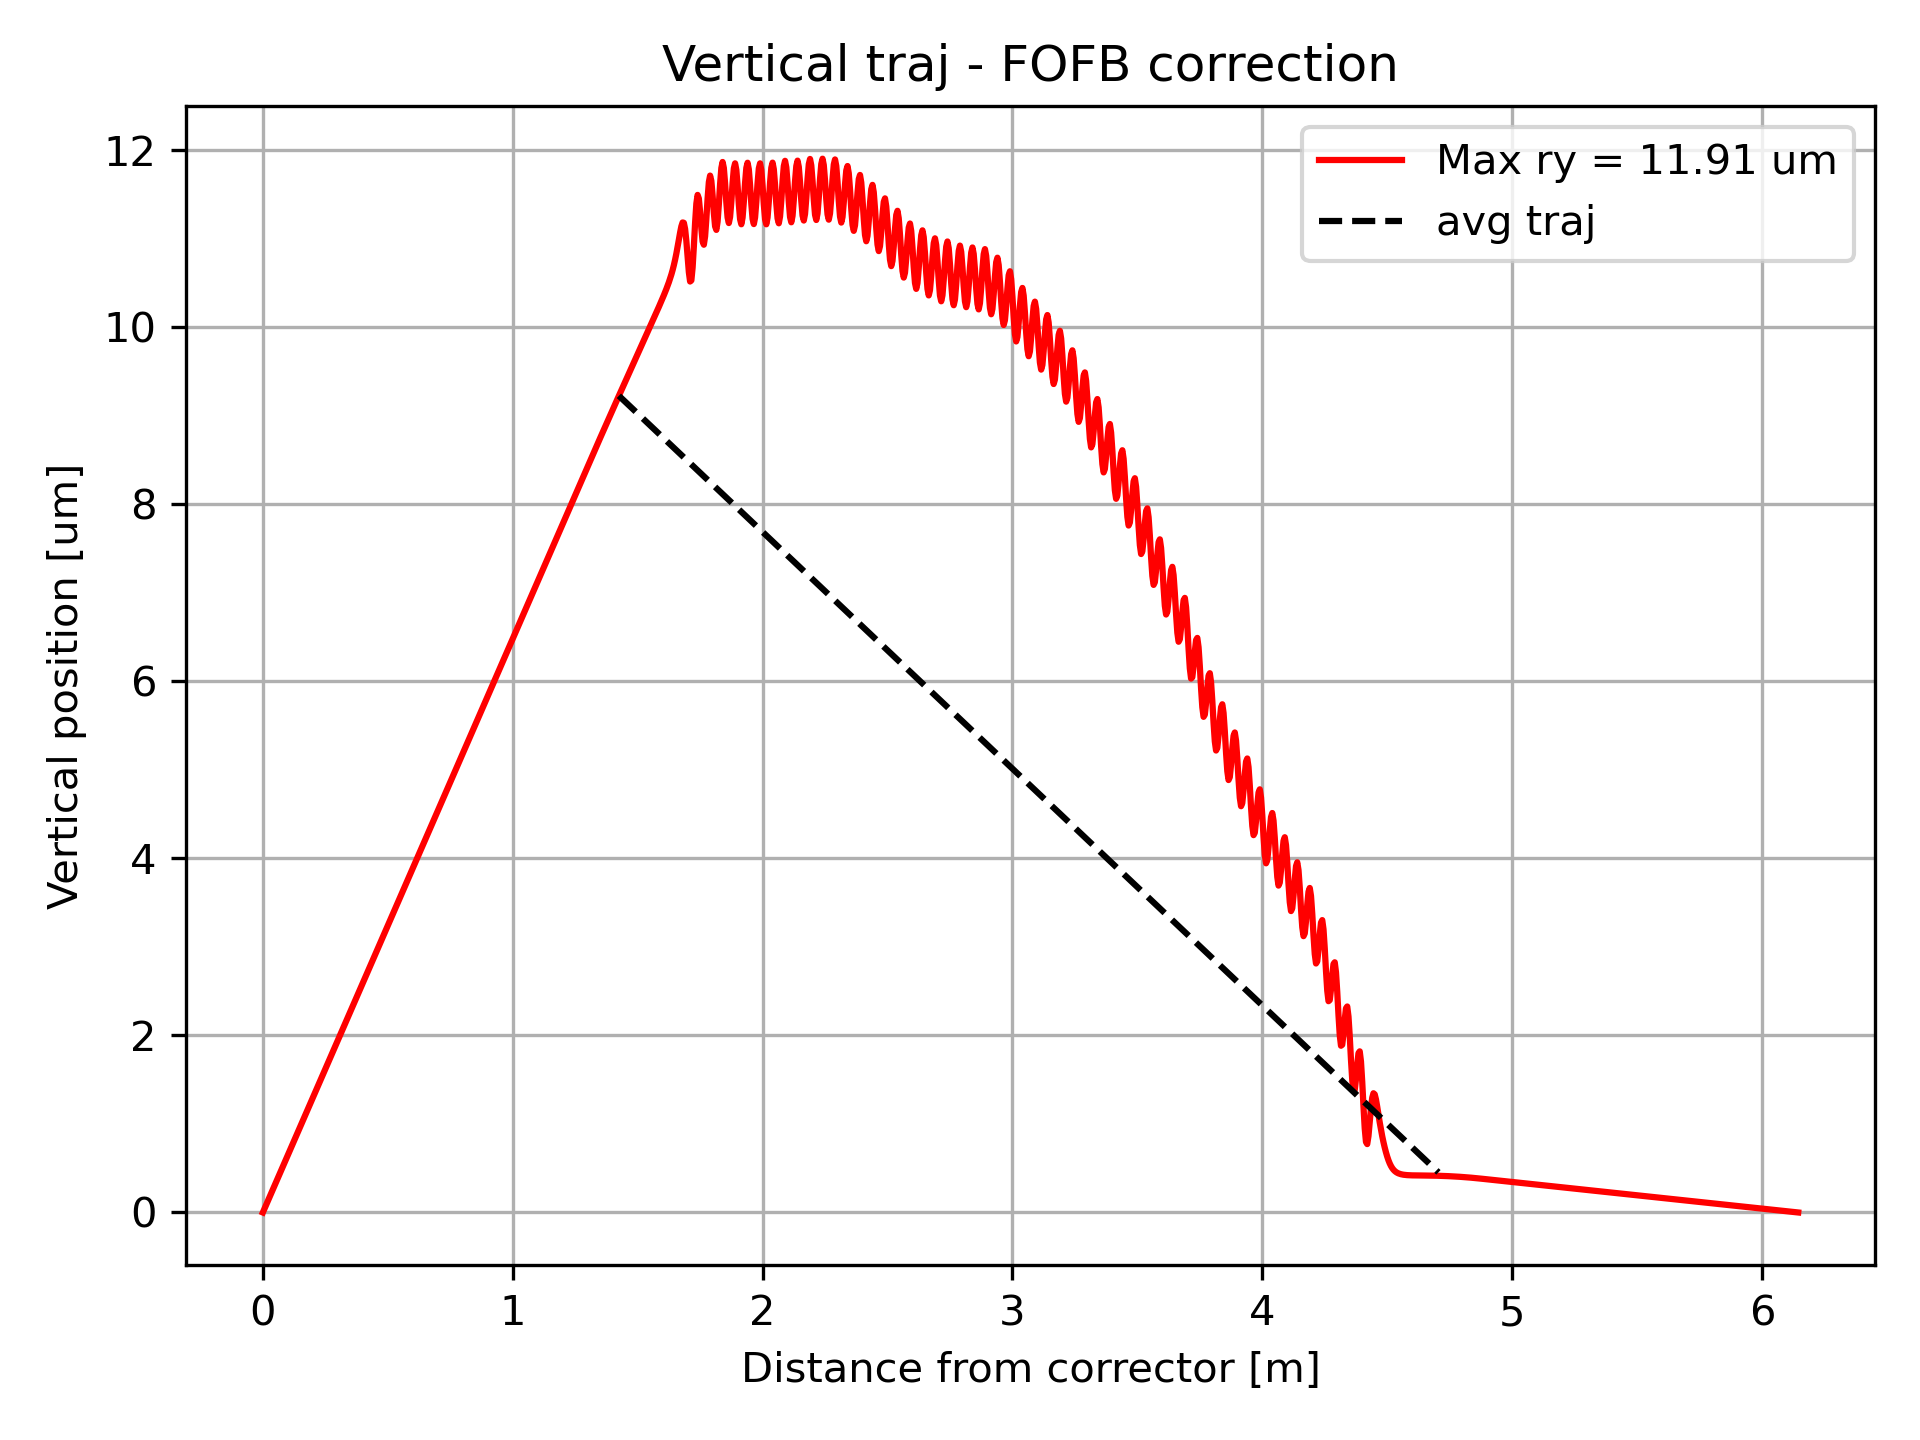 Vertical traj - FOFB correction
Max ry = 11.91 um
avg traj
12
10
8
6
4
2
0
Vertical position [um]
0 1 2 3 4 5 6
Distance from corrector [m]